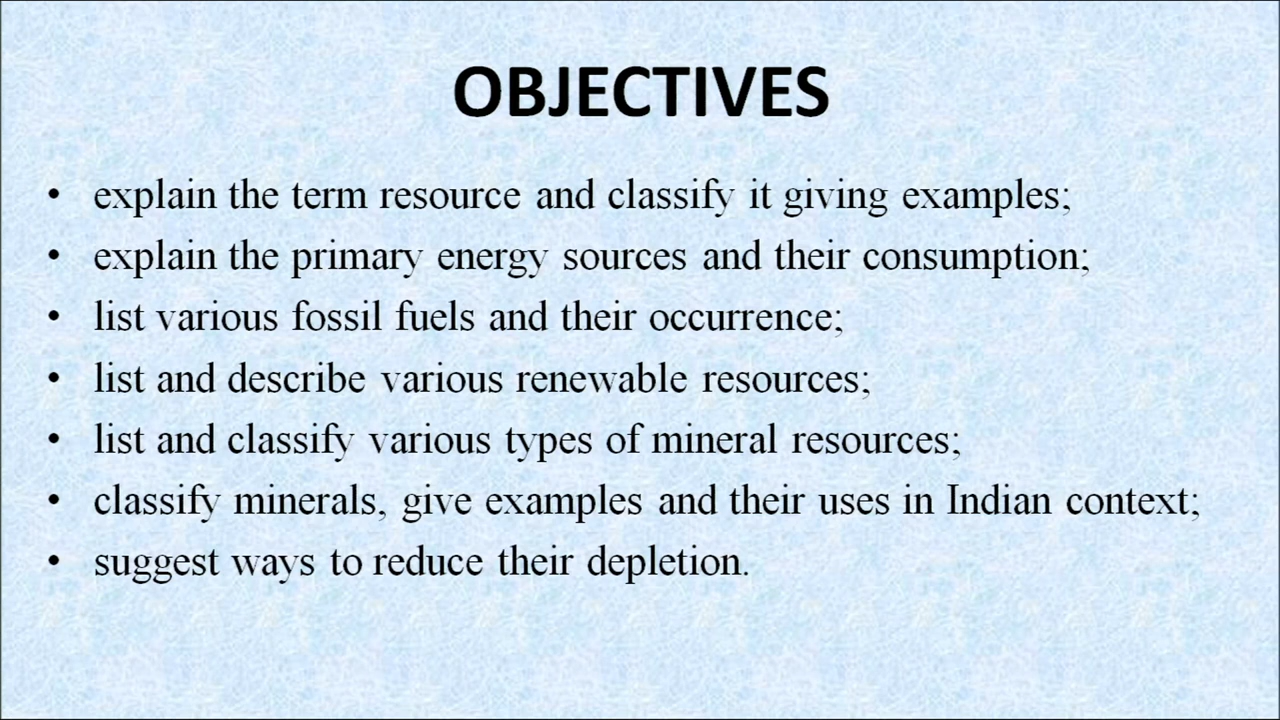 OBJECTIVES
• explain the term resource and classify it giving examples;
• explain the primary energy sources and their consumption;
• list various fossil fuels and their occurrence;
• list and describe various renewable resources;
• list and classify various types of mineral resources;
• classify minerals, give examples and their uses in Indian context;
• suggest ways to reduce their depletion.